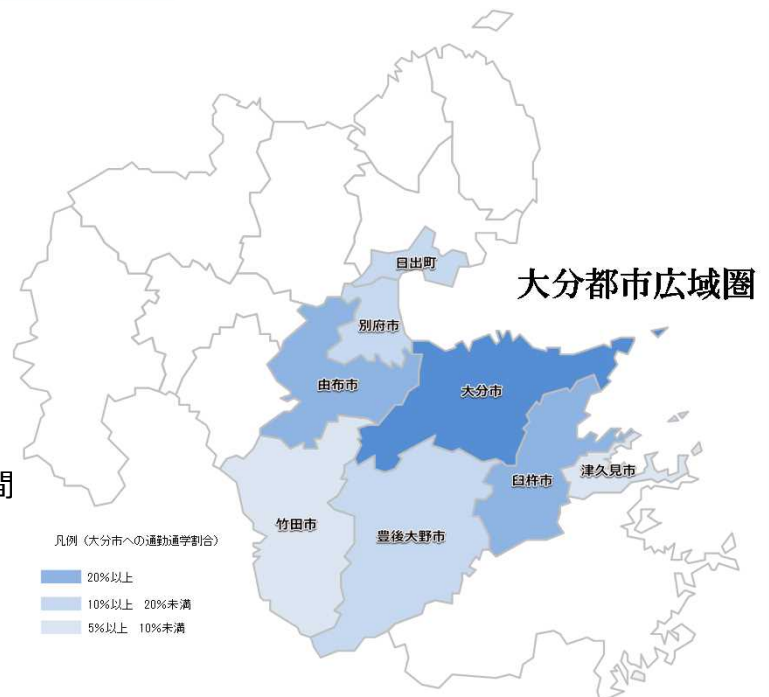 日出町
大分都市広域圏
別府市
由布市
大分市
臼杵市
津久見市
間
竹田市
豊後大野市
凡例（大分市への通勤通学割合）
20%以上
10%以上 20%未満
5%以上 10%未満